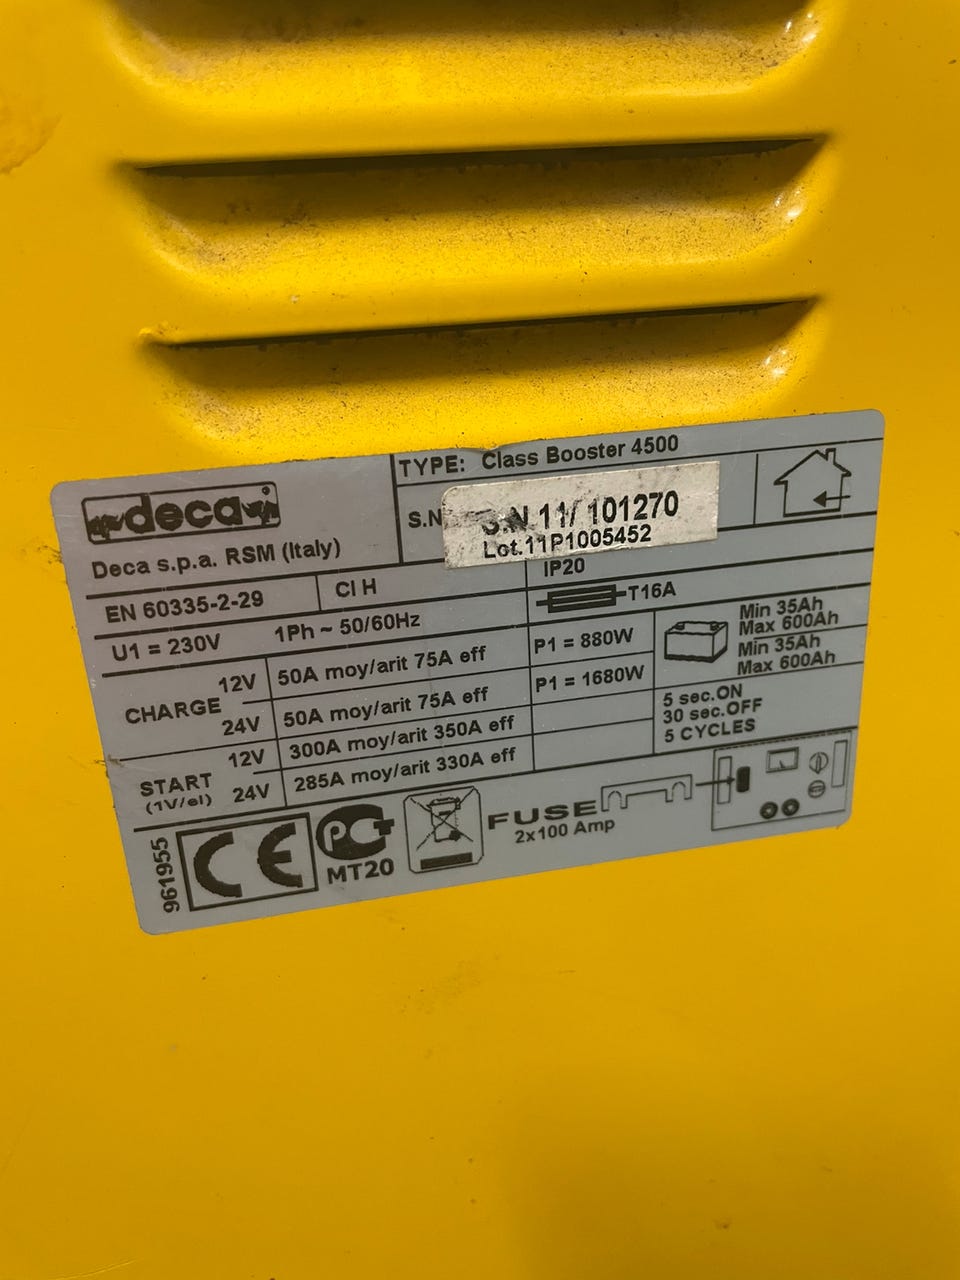 deca
Deca s.p.a. RSM (Italy)
TYPE: Class Booster 4500
S.N
S.N.11/ 101270
Lot.11P1005452
EN 60335-2-29
Cl H
IP20
U1 = 230V
1Ph ~ 50/60Hz
T16A
CHARGE
12V
50A moy/arit 75A eff
P1 = 880W
Min 35Ah
Max 600Ah
24V
50A moy/arit 75A eff
P1 = 1680W
Min 35Ah
Max 600Ah
START
(1V/el)
12V
300A moy/arit 350A eff
24V
285A moy/arit 330A eff
5 sec.ON
30 sec.OFF
5 CYCLES
961955
CE
PCT
MT20
FUSE
2x100 Amp